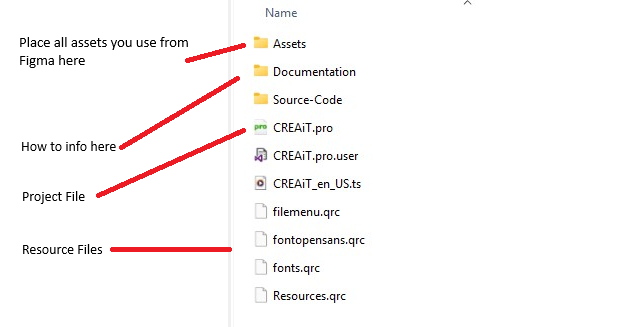 Name
Place all assets you use from
Figma here
Assets
Documentation
Source-Code
How to info here
pro CREAiT.pro
CREAiT.pro.user
Project File
CREAiT_en_US.ts
filemenu.qrc
Resource Files
fontopensans.qrc
fonts.qrc
Resources.qrc